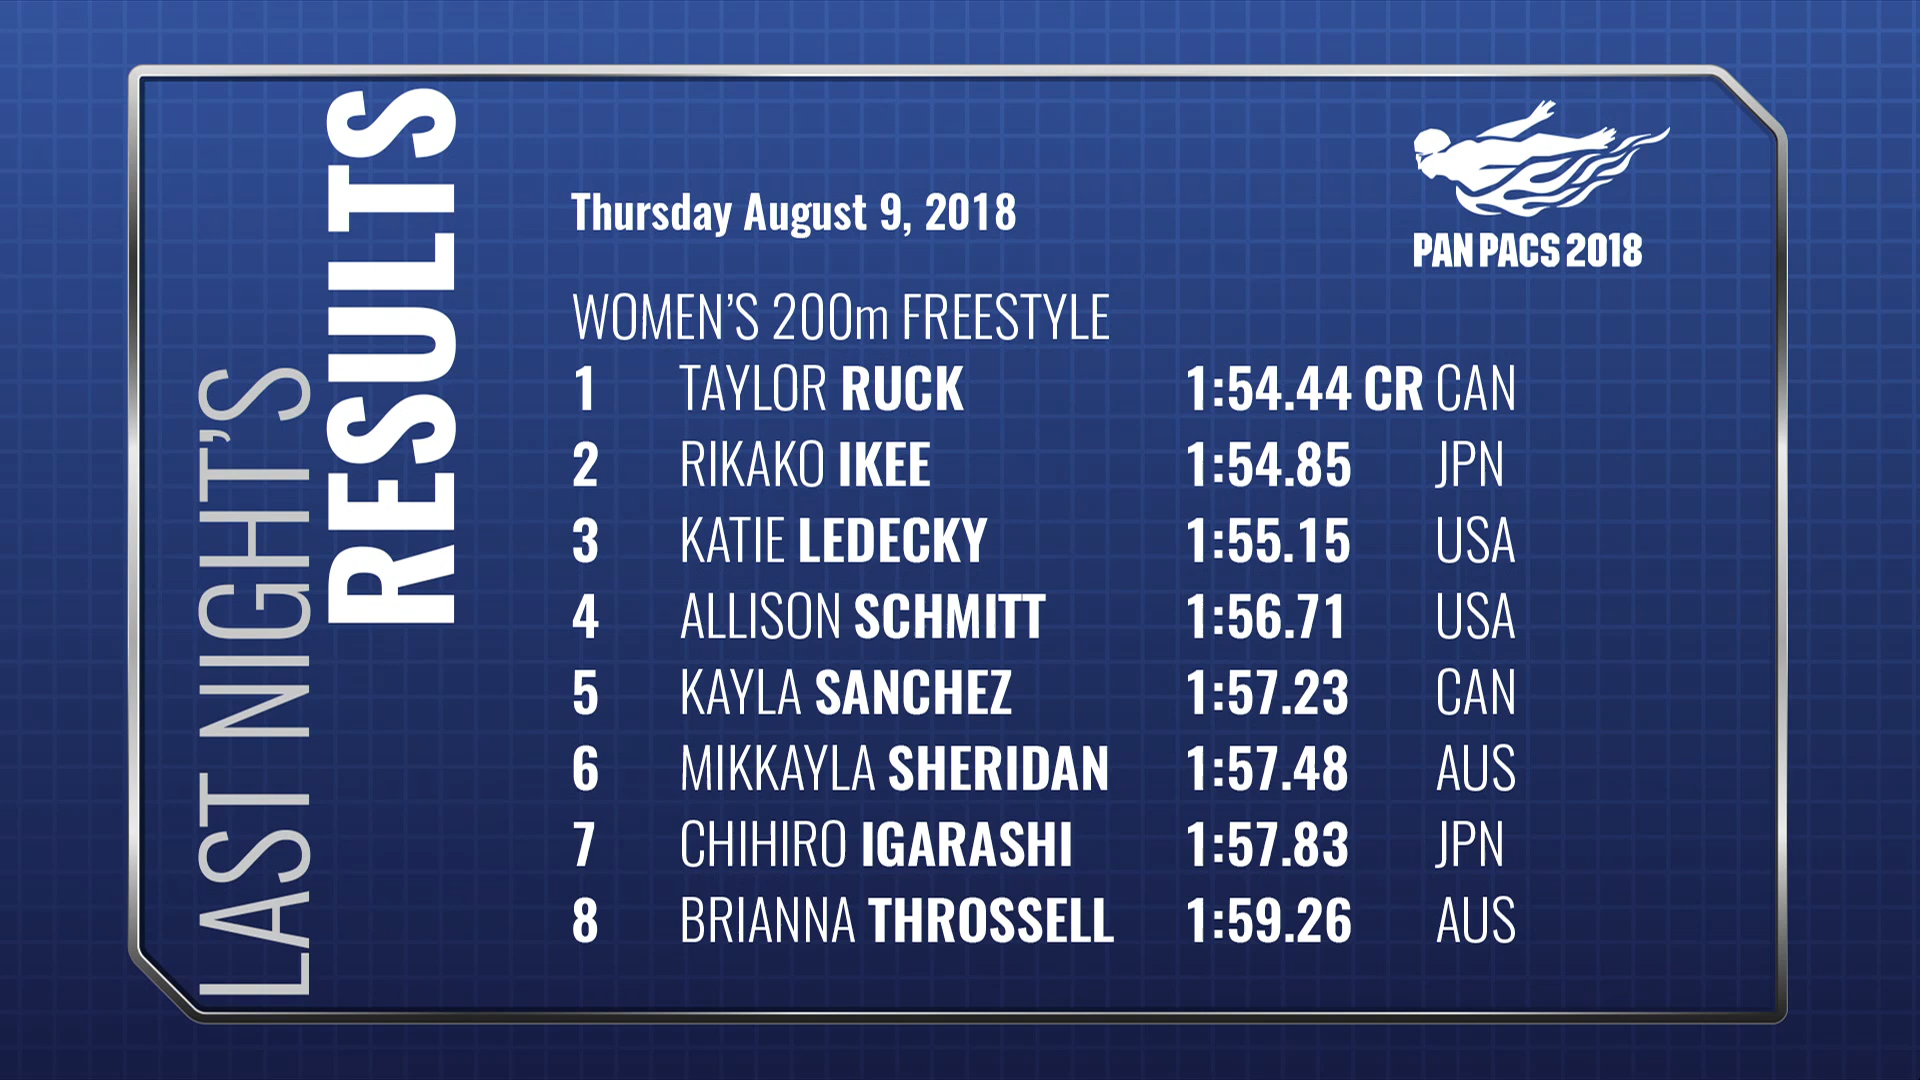 LAST NIGHT'S
RESULTS
Thursday August 9, 2018
PAN PACS 2018
WOMEN'S 200m FREESTYLE
1 TAYLOR RUCK 1:54.44 CR CAN
2 RIKAKO IKEE 1:54.85 JPN
3 KATIE LEDECKY 1:55.15 USA
4 ALLISON SCHMITT 1:56.71 USA
5 KAYLA SANCHEZ 1:57.23 CAN
6 MIKKAYLA SHERIDAN 1:57.48 AUS
7 CHIHIRO IGARASHI 1:57.83 JPN
8 BRIANNA THROSSELL 1:59.26 AUS